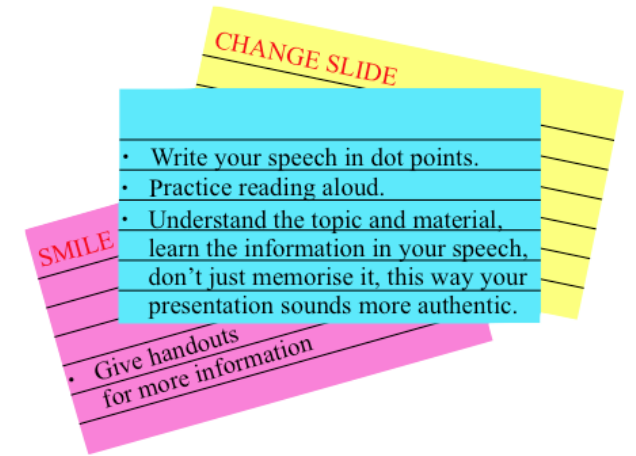 CHANGE SLIDE
· Write your speech in dot points.
· Practice reading aloud.
· Understand the topic and material,
learn the information in your speech,
don't just memorise it, this way your
presentation sounds more authentic.
SMILE
· Give handouts
for more information